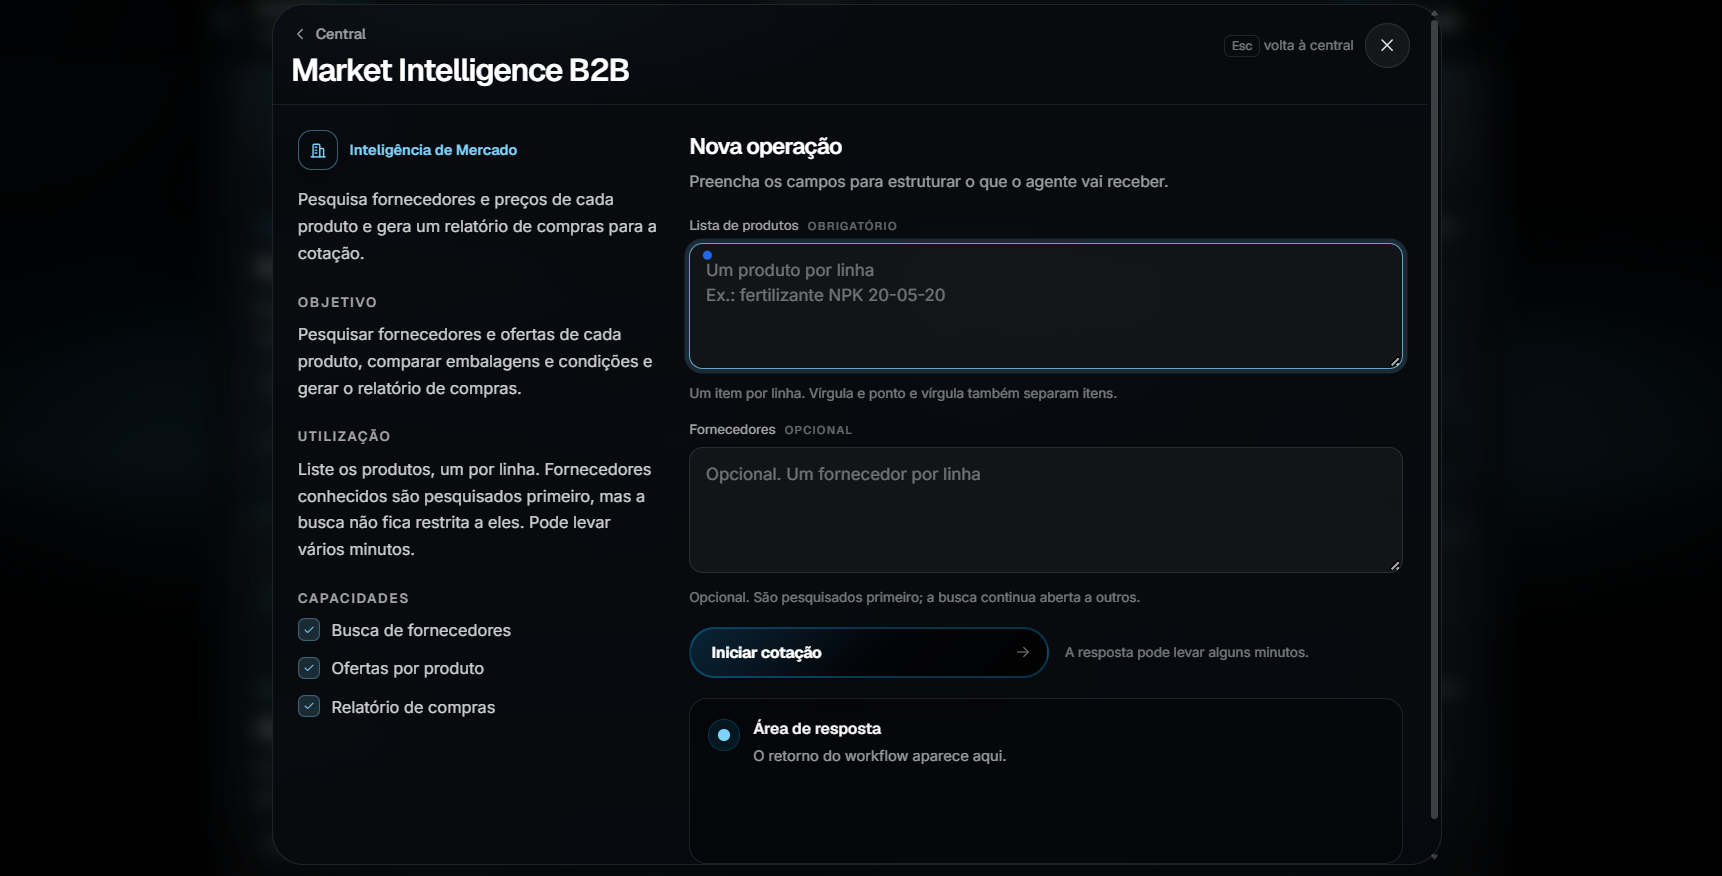 Central
Market Intelligence B2B
Esc volta à central
Inteligência de Mercado
Pesquisa fornecedores e preços de cada
produto e gera um relatório de compras para a
cotação.
OBJETIVO
Pesquisar fornecedores e ofertas de cada
produto, comparar embalagens e condições e
gerar o relatório de compras.
UTILIZAÇÃO
Liste os produtos, um por linha. Fornecedores
conhecidos são pesquisados primeiro, mas a
busca não fica restrita a eles. Pode levar
vários minutos.
CAPACIDADES
Busca de fornecedores
Ofertas por produto
Relatório de compras
Nova operação
Preencha os campos para estruturar o que o agente vai receber.
Lista de produtos OBRIGATÓRIO
Um produto por linha
Ex.: fertilizante NPK 20-05-20
Um item por linha. Vírgula e ponto e vírgula também separam itens.
Fornecedores OPCIONAL
Opcional. Um fornecedor por linha
Opcional. São pesquisados primeiro; a busca continua aberta a outros.
Iniciar cotação
A resposta pode levar alguns minutos.
Área de resposta
O retorno do workflow aparece aqui.